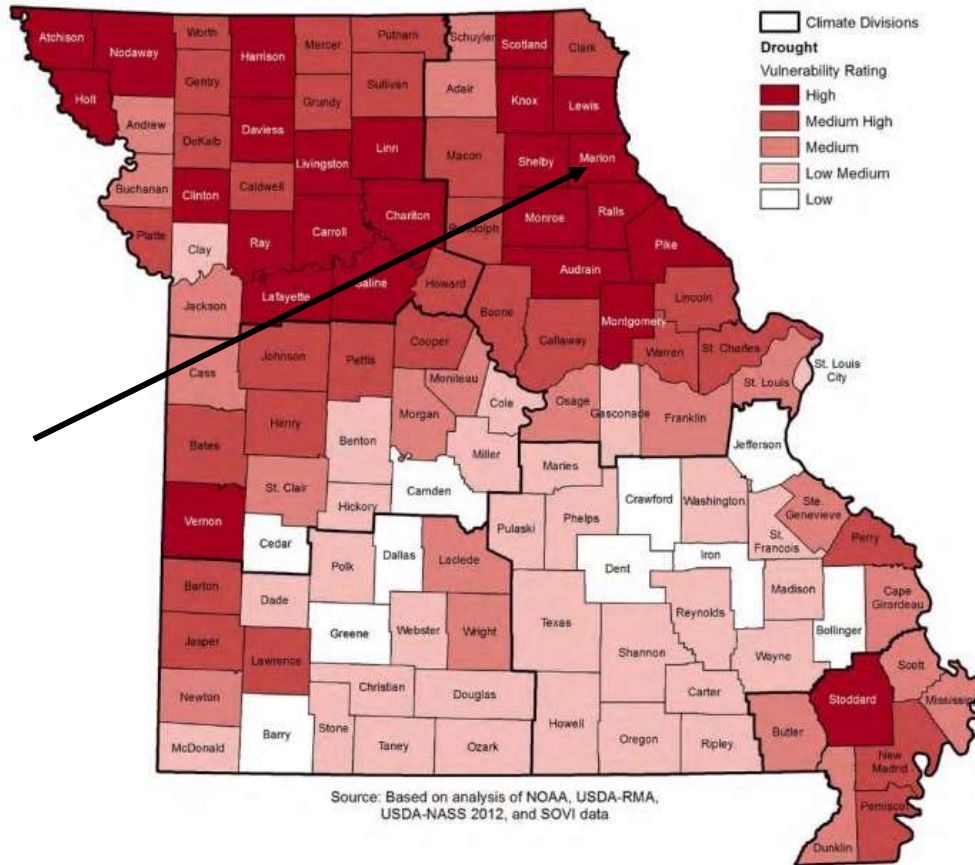 Climate Divisions
Drought
Vulnerability Rating
High
Medium High
Medium
Low Medium
Low
Atchison
Nodaway
Worth
Harrison
Mercer
Putnam
Schuyler
Scotland
Clark
Gentry
Sullivan
Adair
Knox
Lewis
Holt
Andrew
Grundy
Daviess
DeKalb
Linn
Macon
Shelby
Marion
Livingston
Buchanan
Clinton
Caldwell
Chariton
Randolph
Monroe
Ralls
Platte
Clay
Ray
Carroll
Pike
Audrain
Jackson
Lafayette
Saline
Howard
Boone
Lincoln
Montgomery
Callaway
Cooper
Johnson
Pettis
Warren
St. Charles
St. Louis
City
Cass
Moniteau
Cole
Osage
Gasconade
Franklin
St. Louis
Morgan
Henry
Bates
Benton
Miller
Jefferson
Maries
St. Clair
Camden
Crawford
Washington
Hickory
Phelps
Pulaski
Ste.
Genevieve
Vernon
Cedar
St.
Francois
Perry
Polk
Dallas
Laclede
Dent
Iron
Barton
Dade
Madison
Cape
Girardeau
Texas
Reynolds
Greene
Webster
Wright
Bollinger
Jasper
Lawrence
Shannon
Wayne
Scott
Stoddard
Newton
Christian
Douglas
Carter
Mississippi
Howell
McDonald
Barry
Stone
Taney
Ozark
Oregon
Ripley
Butler
New
Madrid
Pemiscot
Dunklin
Source: Based on analysis of NOAA, USDA-RMA,
USDA-NASS 2012, and SOVI data